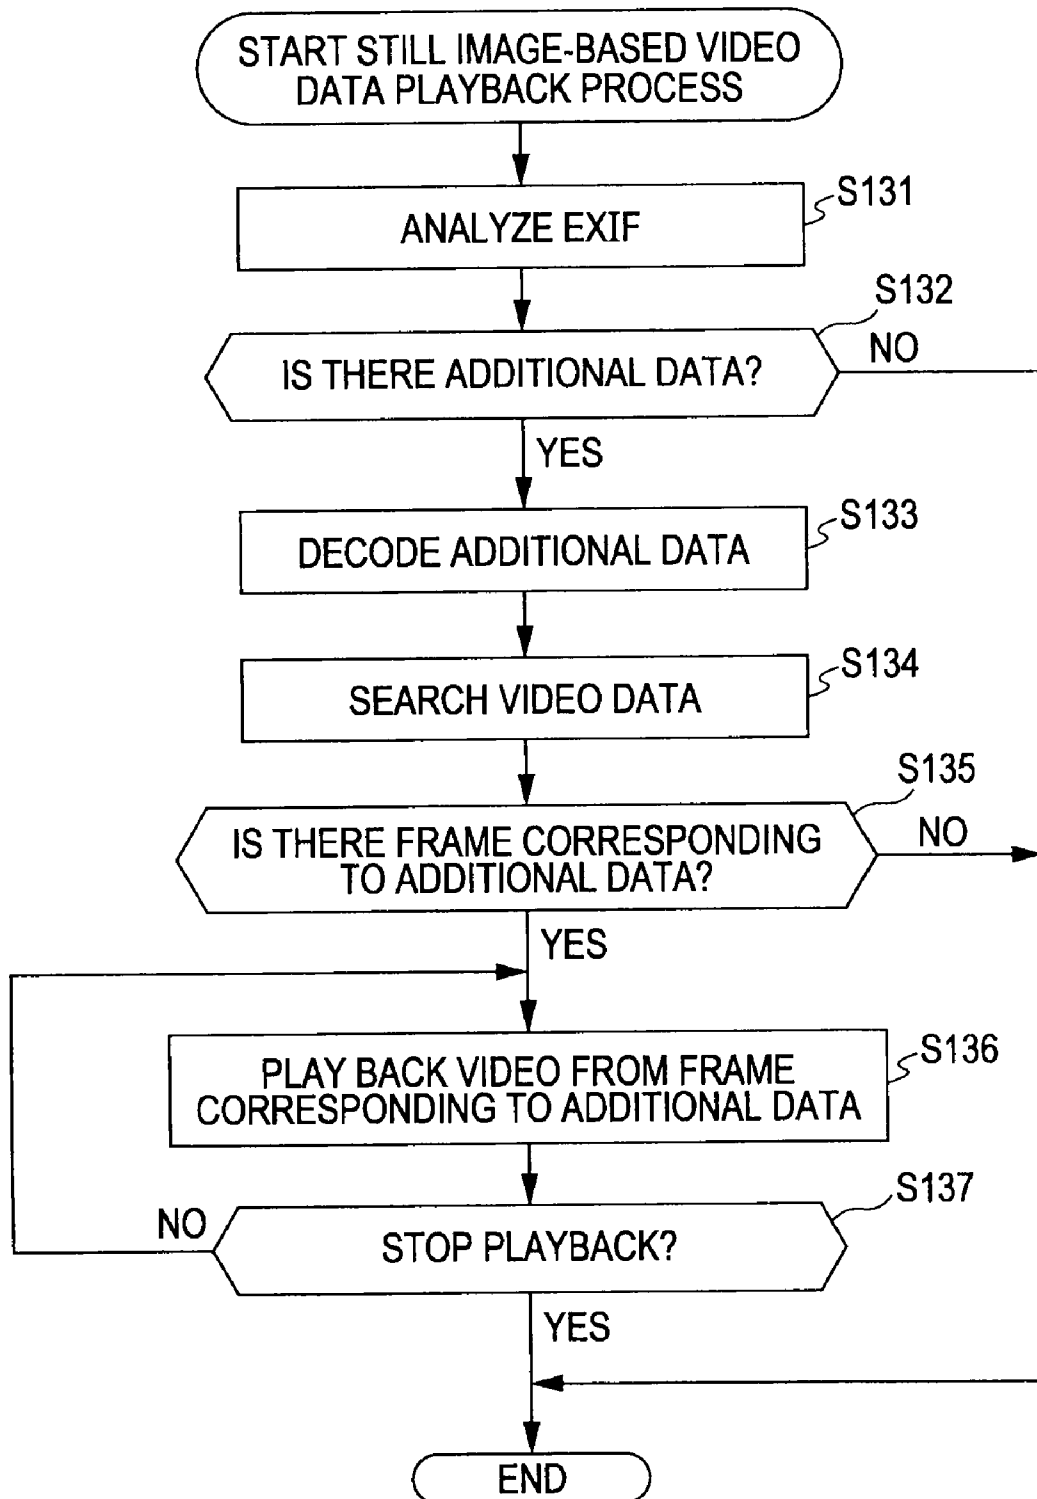 START STILL IMAGE-BASED VIDEO
DATA PLAYBACK PROCESS
S131
ANALYZE EXIF
S132
IS THERE ADDITIONAL DATA?
NO
YES
S133
DECODE ADDITIONAL DATA
S134
SEARCH VIDEO DATA
S135
IS THERE FRAME CORRESPONDING
TO ADDITIONAL DATA?
NO
YES
S136
PLAY BACK VIDEO FROM FRAME
CORRESPONDING TO ADDITIONAL DATA
S137
NO
STOP PLAYBACK?
YES
END